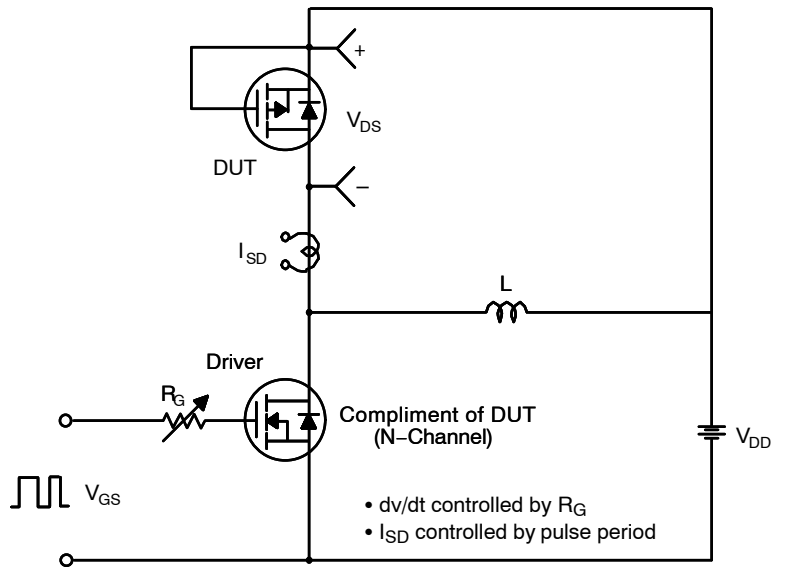 +
V_DS
DUT
−
I_SD
L
Driver
R_G
Compliment of DUT
(N−Channel)
V_DD
V_GS
• dv/dt controlled by R_G
• I_SD controlled by pulse period